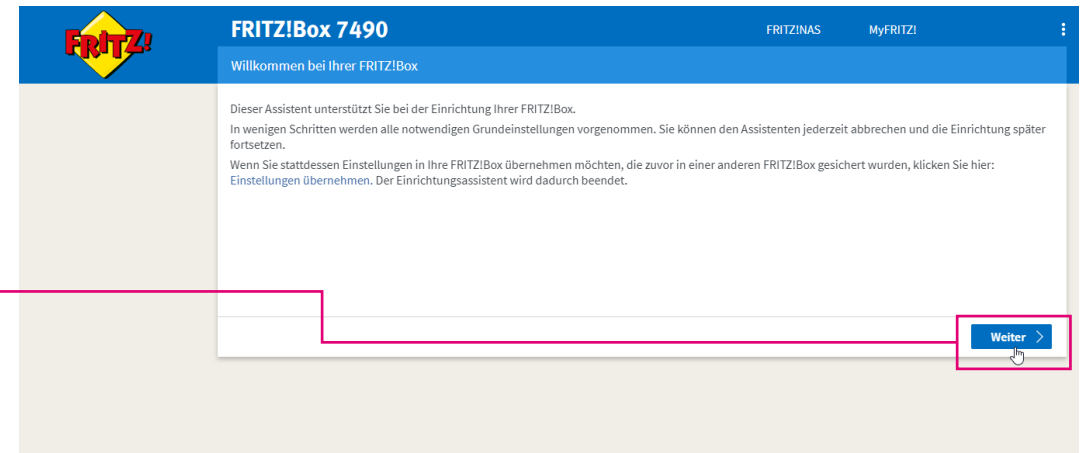 FRITZ!
FRITZ!Box 7490
FRITZ!NAS
MyFRITZ!
Willkommen bei Ihrer FRITZ!Box
Dieser Assistent unterstützt Sie bei der Einrichtung Ihrer FRITZ!Box.
In wenigen Schritten werden alle notwendigen Grundeinstellungen vorgenommen. Sie können den Assistenten jederzeit abbrechen und die Einrichtung später
fortsetzen.
Wenn Sie stattdessen Einstellungen in Ihre FRITZ!Box übernehmen möchten, die zuvor in einer anderen FRITZ!Box gesichert wurden, klicken Sie hier:
Einstellungen übernehmen. Der Einrichtungsassistent wird dadurch beendet.
Weiter